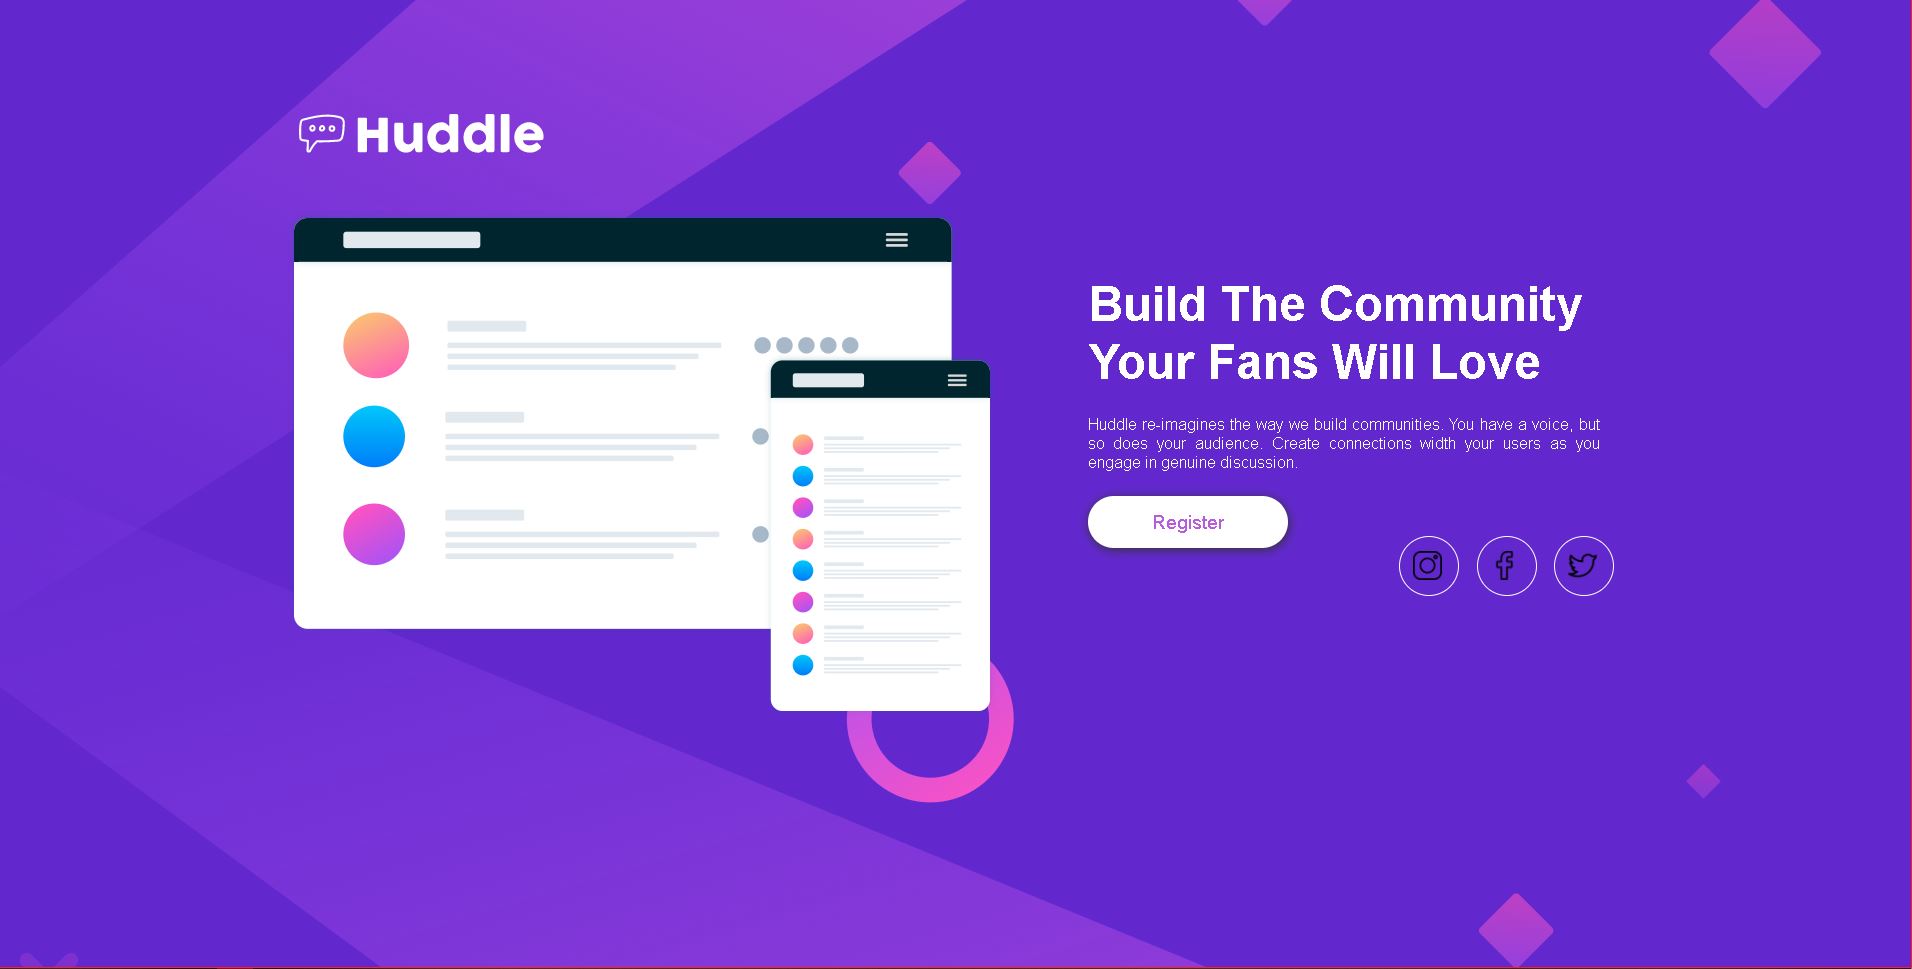 Huddle
Build The Community
Your Fans Will Love
Huddle re-imagines the way we build communities. You have a voice, but
so does your audience. Create connections width your users as you
engage in genuine discussion.
Register